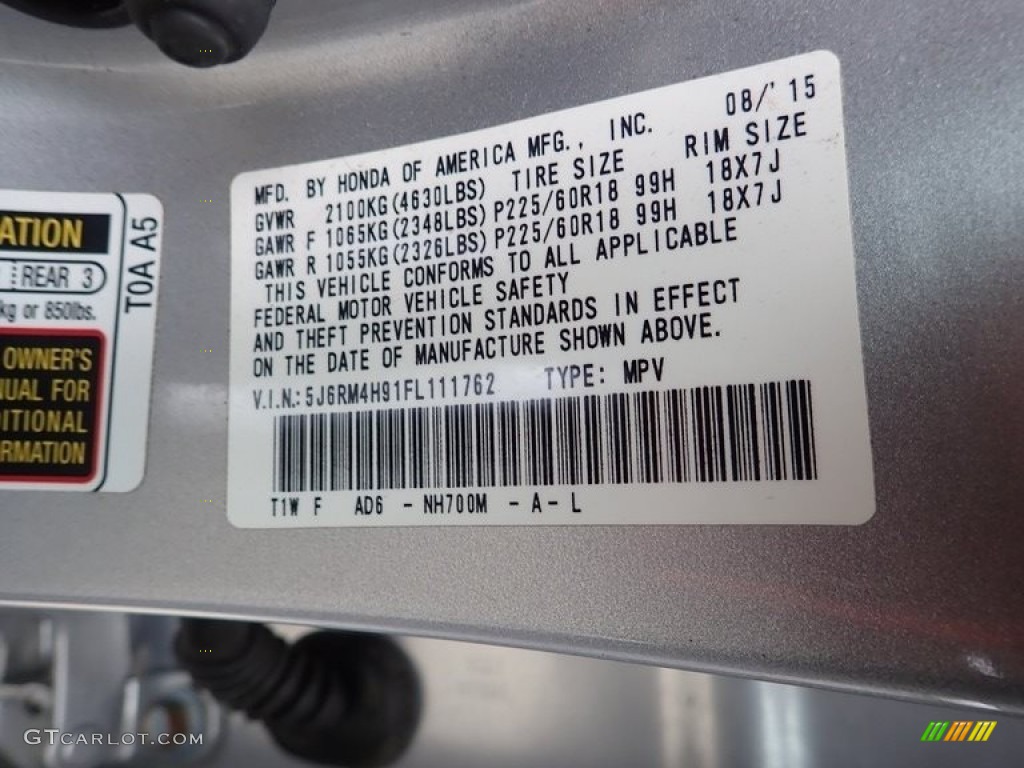 MFD. BY HONDA OF AMERICA MFG., INC. 08/'15
GVWR 2100KG(4630LBS) TIRE SIZE RIM SIZE
GAWR F 1065KG(2348LBS) P225/60R18 99H 18X7J
GAWR R 1055KG(2326LBS) P225/60R18 99H 18X7J
THIS VEHICLE CONFORMS TO ALL APPLICABLE
FEDERAL MOTOR VEHICLE SAFETY
AND THEFT PREVENTION STANDARDS IN EFFECT
ON THE DATE OF MANUFACTURE SHOWN ABOVE.
V.I.N.: 5J6RM4H91FL111762 TYPE: MPV
T1W F AD6 - NH700M - A - L
ATION
REAR 3
kg or 850lbs.
OWNER'S
NUAL FOR
DITIONAL
ORMATION
T0A A5
GTCARLOT.COM